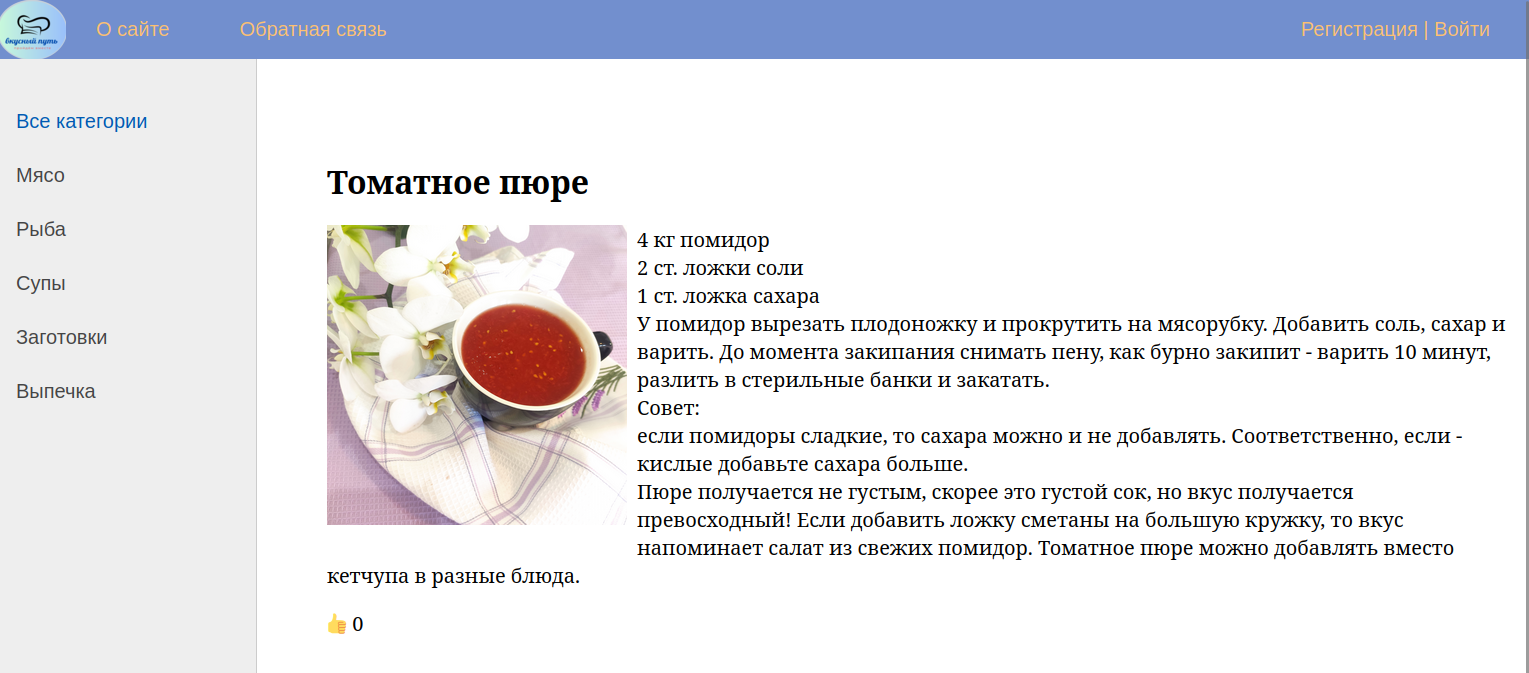 вкусный путь
О сайте
Обратная связь
Регистрация | Войти
Все категории
Мясо
Рыба
Супы
Заготовки
Выпечка
Томатное пюре
4 кг помидор
2 ст. ложки соли
1 ст. ложка сахара
У помидор вырезать плодоножку и прокрутить на мясорубку. Добавить соль, сахар и
варить. До момента закипания снимать пену, как бурно закипит - варить 10 минут,
разлить в стерильные банки и закатать.
Совет:
если помидоры сладкие, то сахара можно и не добавлять. Соответственно, если -
кислые добавьте сахара больше.
Пюре получается не густым, скорее это густой сок, но вкус получается
превосходный! Если добавить ложку сметаны на большую кружку, то вкус
напоминает салат из свежих помидор. Томатное пюре можно добавлять вместо
кетчупа в разные блюда.
👍 0